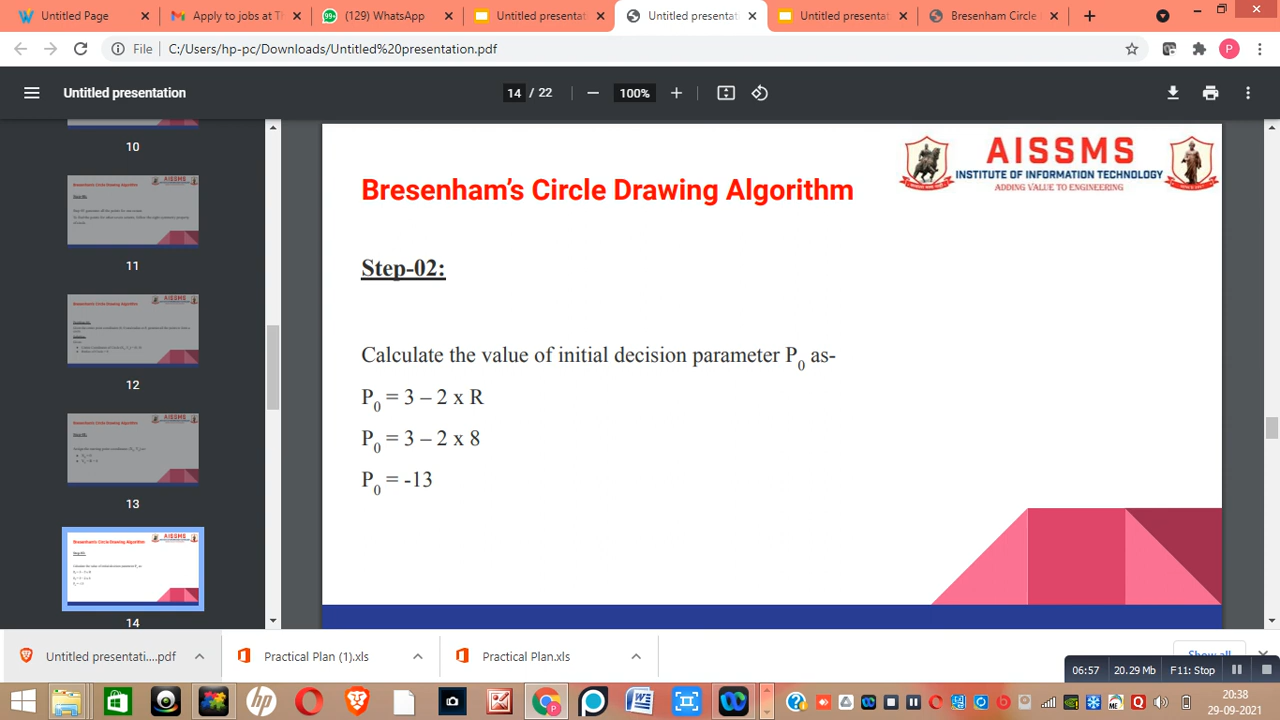 Untitled Page
Apply to jobs at Th
(129) WhatsApp
Untitled presentat
Untitled presentat
Untitled presentat
Bresenham Circle
File C:/Users/hp-pc/Downloads/Untitled%20presentation.pdf
P
Untitled presentation
14 / 22
100%
10
11
12
13
14
AISSMS
INSTITUTE OF INFORMATION TECHNOLOGY
ADDING VALUE TO ENGINEERING
Bresenham's Circle Drawing Algorithm
Step-02:
Calculate the value of initial decision parameter P0 as-
P0 = 3 – 2 x R
P0 = 3 – 2 x 8
P0 = -13
Untitled presentati....pdf
Practical Plan (1).xls
Practical Plan.xls
Show all
06:57 20.29 Mb F11: Stop
20:38
29-09-2021